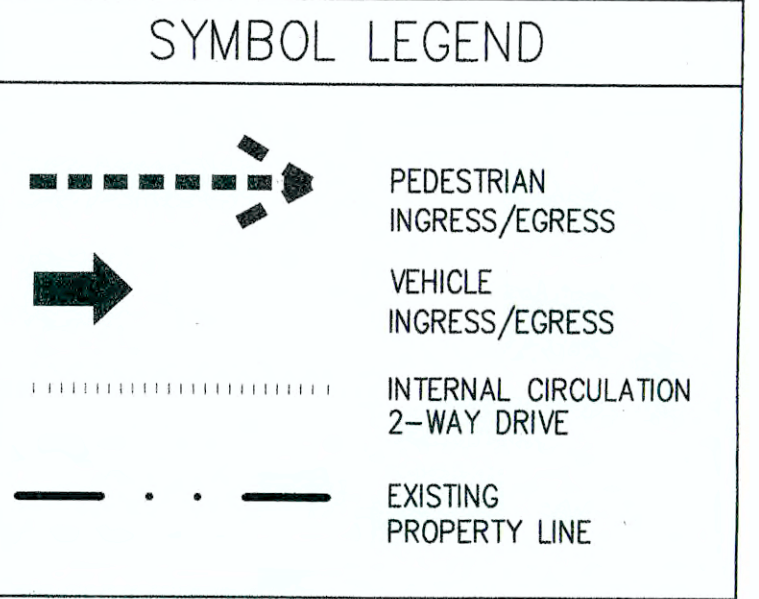 SYMBOL LEGEND
PEDESTRIAN
INGRESS/EGRESS
VEHICLE
INGRESS/EGRESS
INTERNAL CIRCULATION
2-WAY DRIVE
EXISTING
PROPERTY LINE